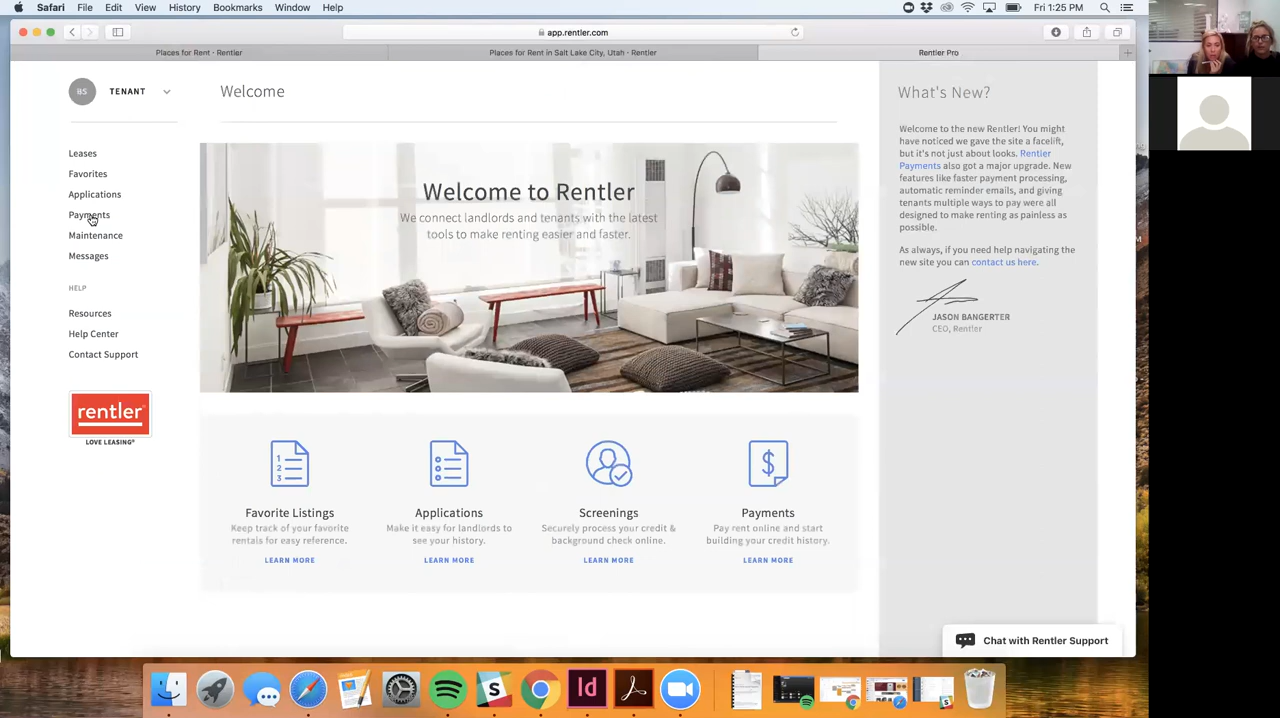 Safari File Edit View History Bookmarks Window Help Fri 1:25 PM
app.rentler.com
Places for Rent - Rentler
Places for Rent in Salt Lake City, Utah - Rentler
Rentler Pro
BS TENANT
Leases
Favorites
Applications
Payments
Maintenance
Messages
HELP
Resources
Help Center
Contact Support
rentler
LOVE LEASING®
Welcome
Welcome to Rentler
We connect landlords and tenants with the latest
tools to make renting easier and faster.
1
2
3
Favorite Listings
Keep track of your favorite
rentals for easy reference.
LEARN MORE
Applications
Make it easy for landlords to
see your history.
LEARN MORE
Screenings
Securely process your credit &
background check online.
LEARN MORE
$
Payments
Pay rent online and start
building your credit history.
LEARN MORE
What's New?
Welcome to the new Rentler! You might
have noticed we gave the site a facelift,
but it's not just about looks. Rentler
Payments also got a major upgrade. New
features like faster payment processing,
automatic reminder emails, and giving
tenants multiple ways to pay were all
designed to make renting as painless as
possible.
As always, if you need help navigating the
new site you can contact us here.
JASON BANGERTER
CEO, Rentler
Chat with Rentler Support
Id